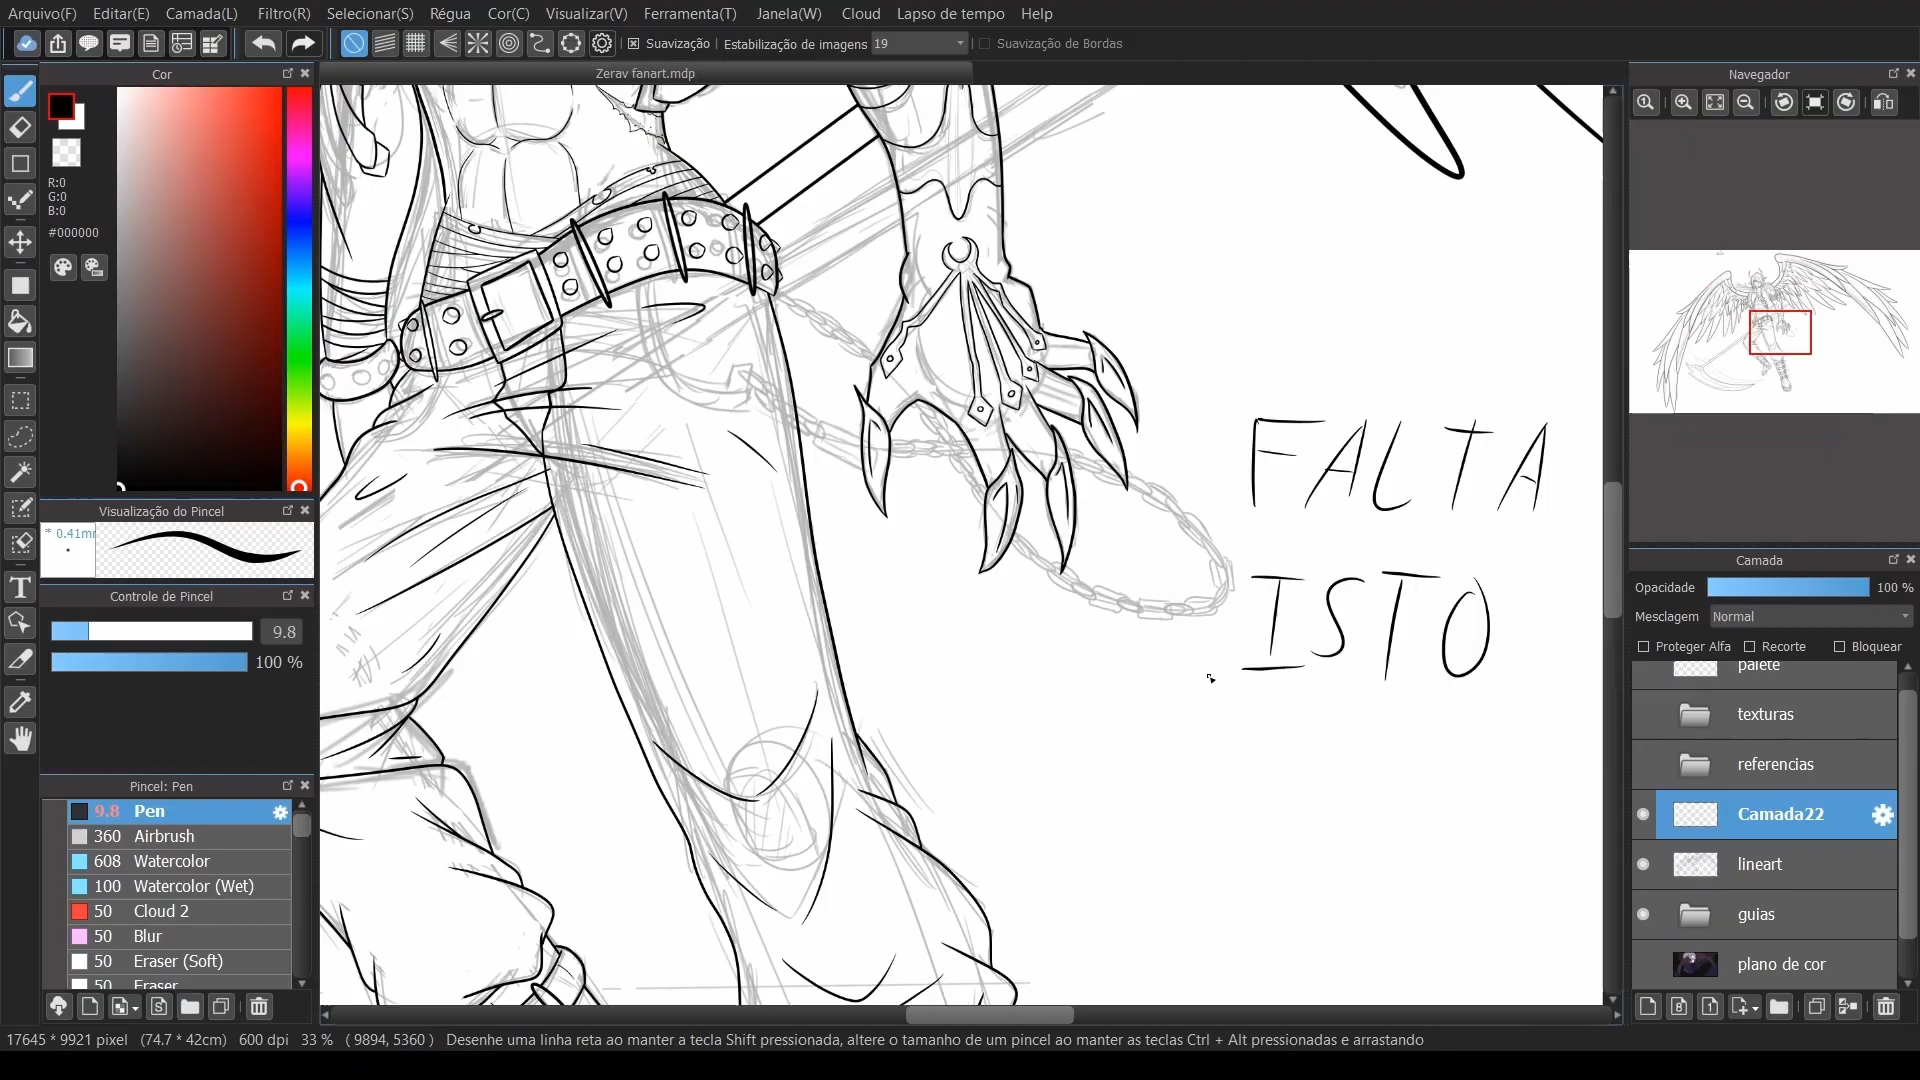 Arquivo(F) Editar(E) Camada(L) Filtro(R) Selecionar(S) Régua Cor(C) Visualizar(V) Ferramenta(T) Janela(W) Cloud Lapso de tempo Help
Suavização Estabilização de imagens 19 Suavização de Bordas
Cor
Zerav fanart.mdp
Navegador
R:0
G:0
B:0
#000000
FALTA
ISTO
Visualização do Pincel
* 0.41m
Controle de Pincel
9.8
100 %
Pincel: Pen
9.8 Pen
360 Airbrush
608 Watercolor
100 Watercolor (Wet)
50 Cloud 2
50 Blur
50 Eraser (Soft)
50 Eraser
Camada
Opacidade 100 %
Mesclagem Normal
Proteger Alfa Recorte Bloquear
palete
texturas
referencias
Camada22
lineart
guias
plano de cor
17645 * 9921 pixel (74.7 * 42cm) 600 dpi 33 % ( 9894, 5360 ) Desenhe uma linha reta ao manter a tecla Shift pressionada, altere o tamanho de um pincel ao manter as teclas Ctrl + Alt pressionadas e arrastando